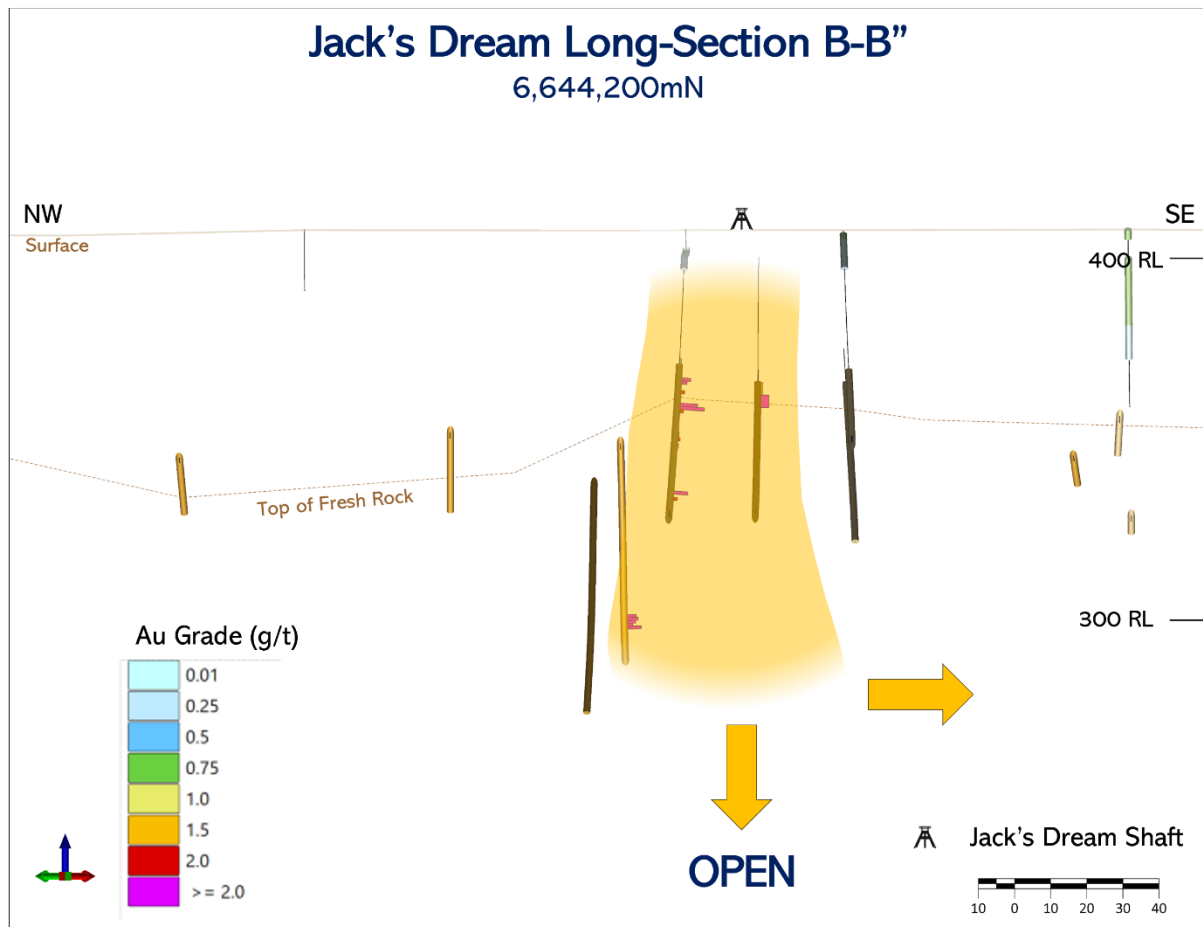 Jack's Dream Long-Section B-B”
6,644,200mN
NW
SE
Surface
400 RL
Top of Fresh Rock
300 RL
Au Grade (g/t)
0.01
0.25
0.5
0.75
1.0
1.5
2.0
>= 2.0
OPEN
Jack's Dream Shaft
10 0 10 20 30 40